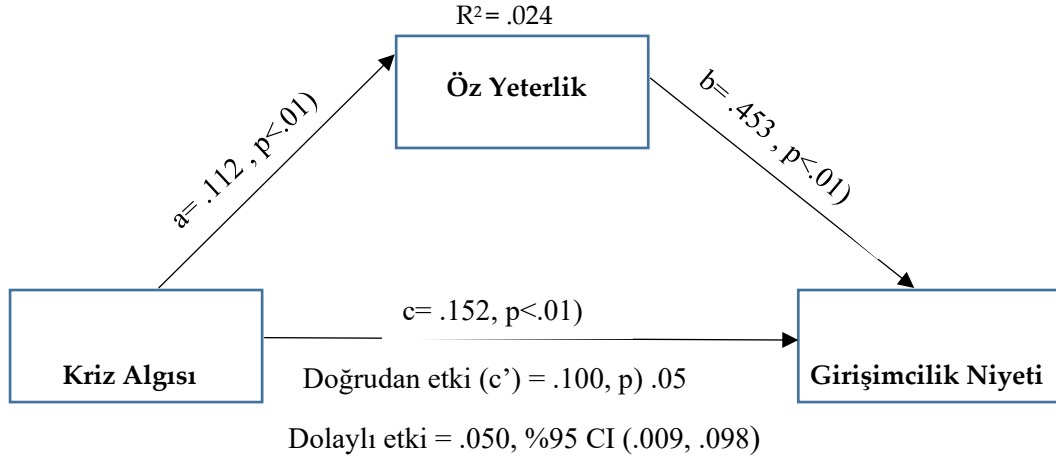 R² = .024
Öz Yeterlik
a= .112 , p<.01)
b= .453 , p<.01)
c= .152, p<.01)
Kriz Algısı
Doğrudan etki (c’) = .100, p) .05
Girişimcilik Niyeti
Dolaylı etki = .050, %95 CI (.009, .098)